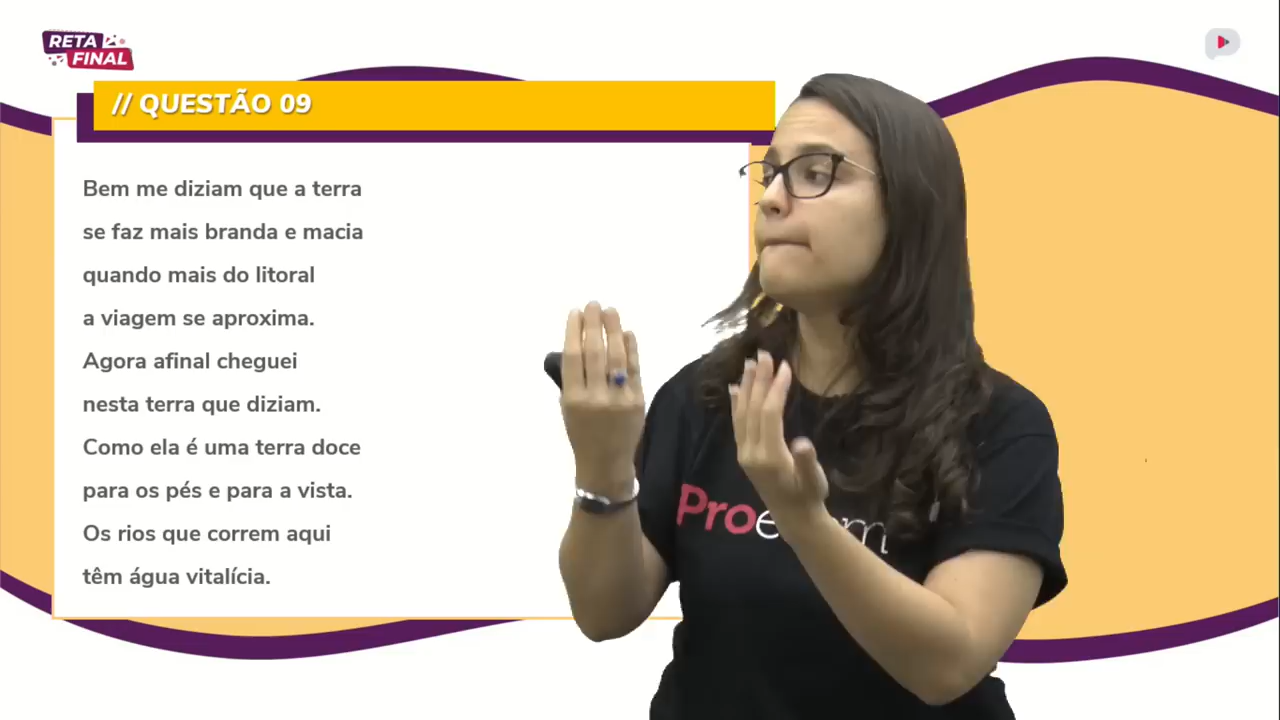 RETA
FINAL
// QUESTÃO 09
Bem me diziam que a terra
se faz mais branda e macia
quando mais do litoral
a viagem se aproxima.
Agora afinal cheguei
nesta terra que diziam.
Como ela é uma terra doce
para os pés e para a vista.
Os rios que correm aqui
têm água vitalícia.